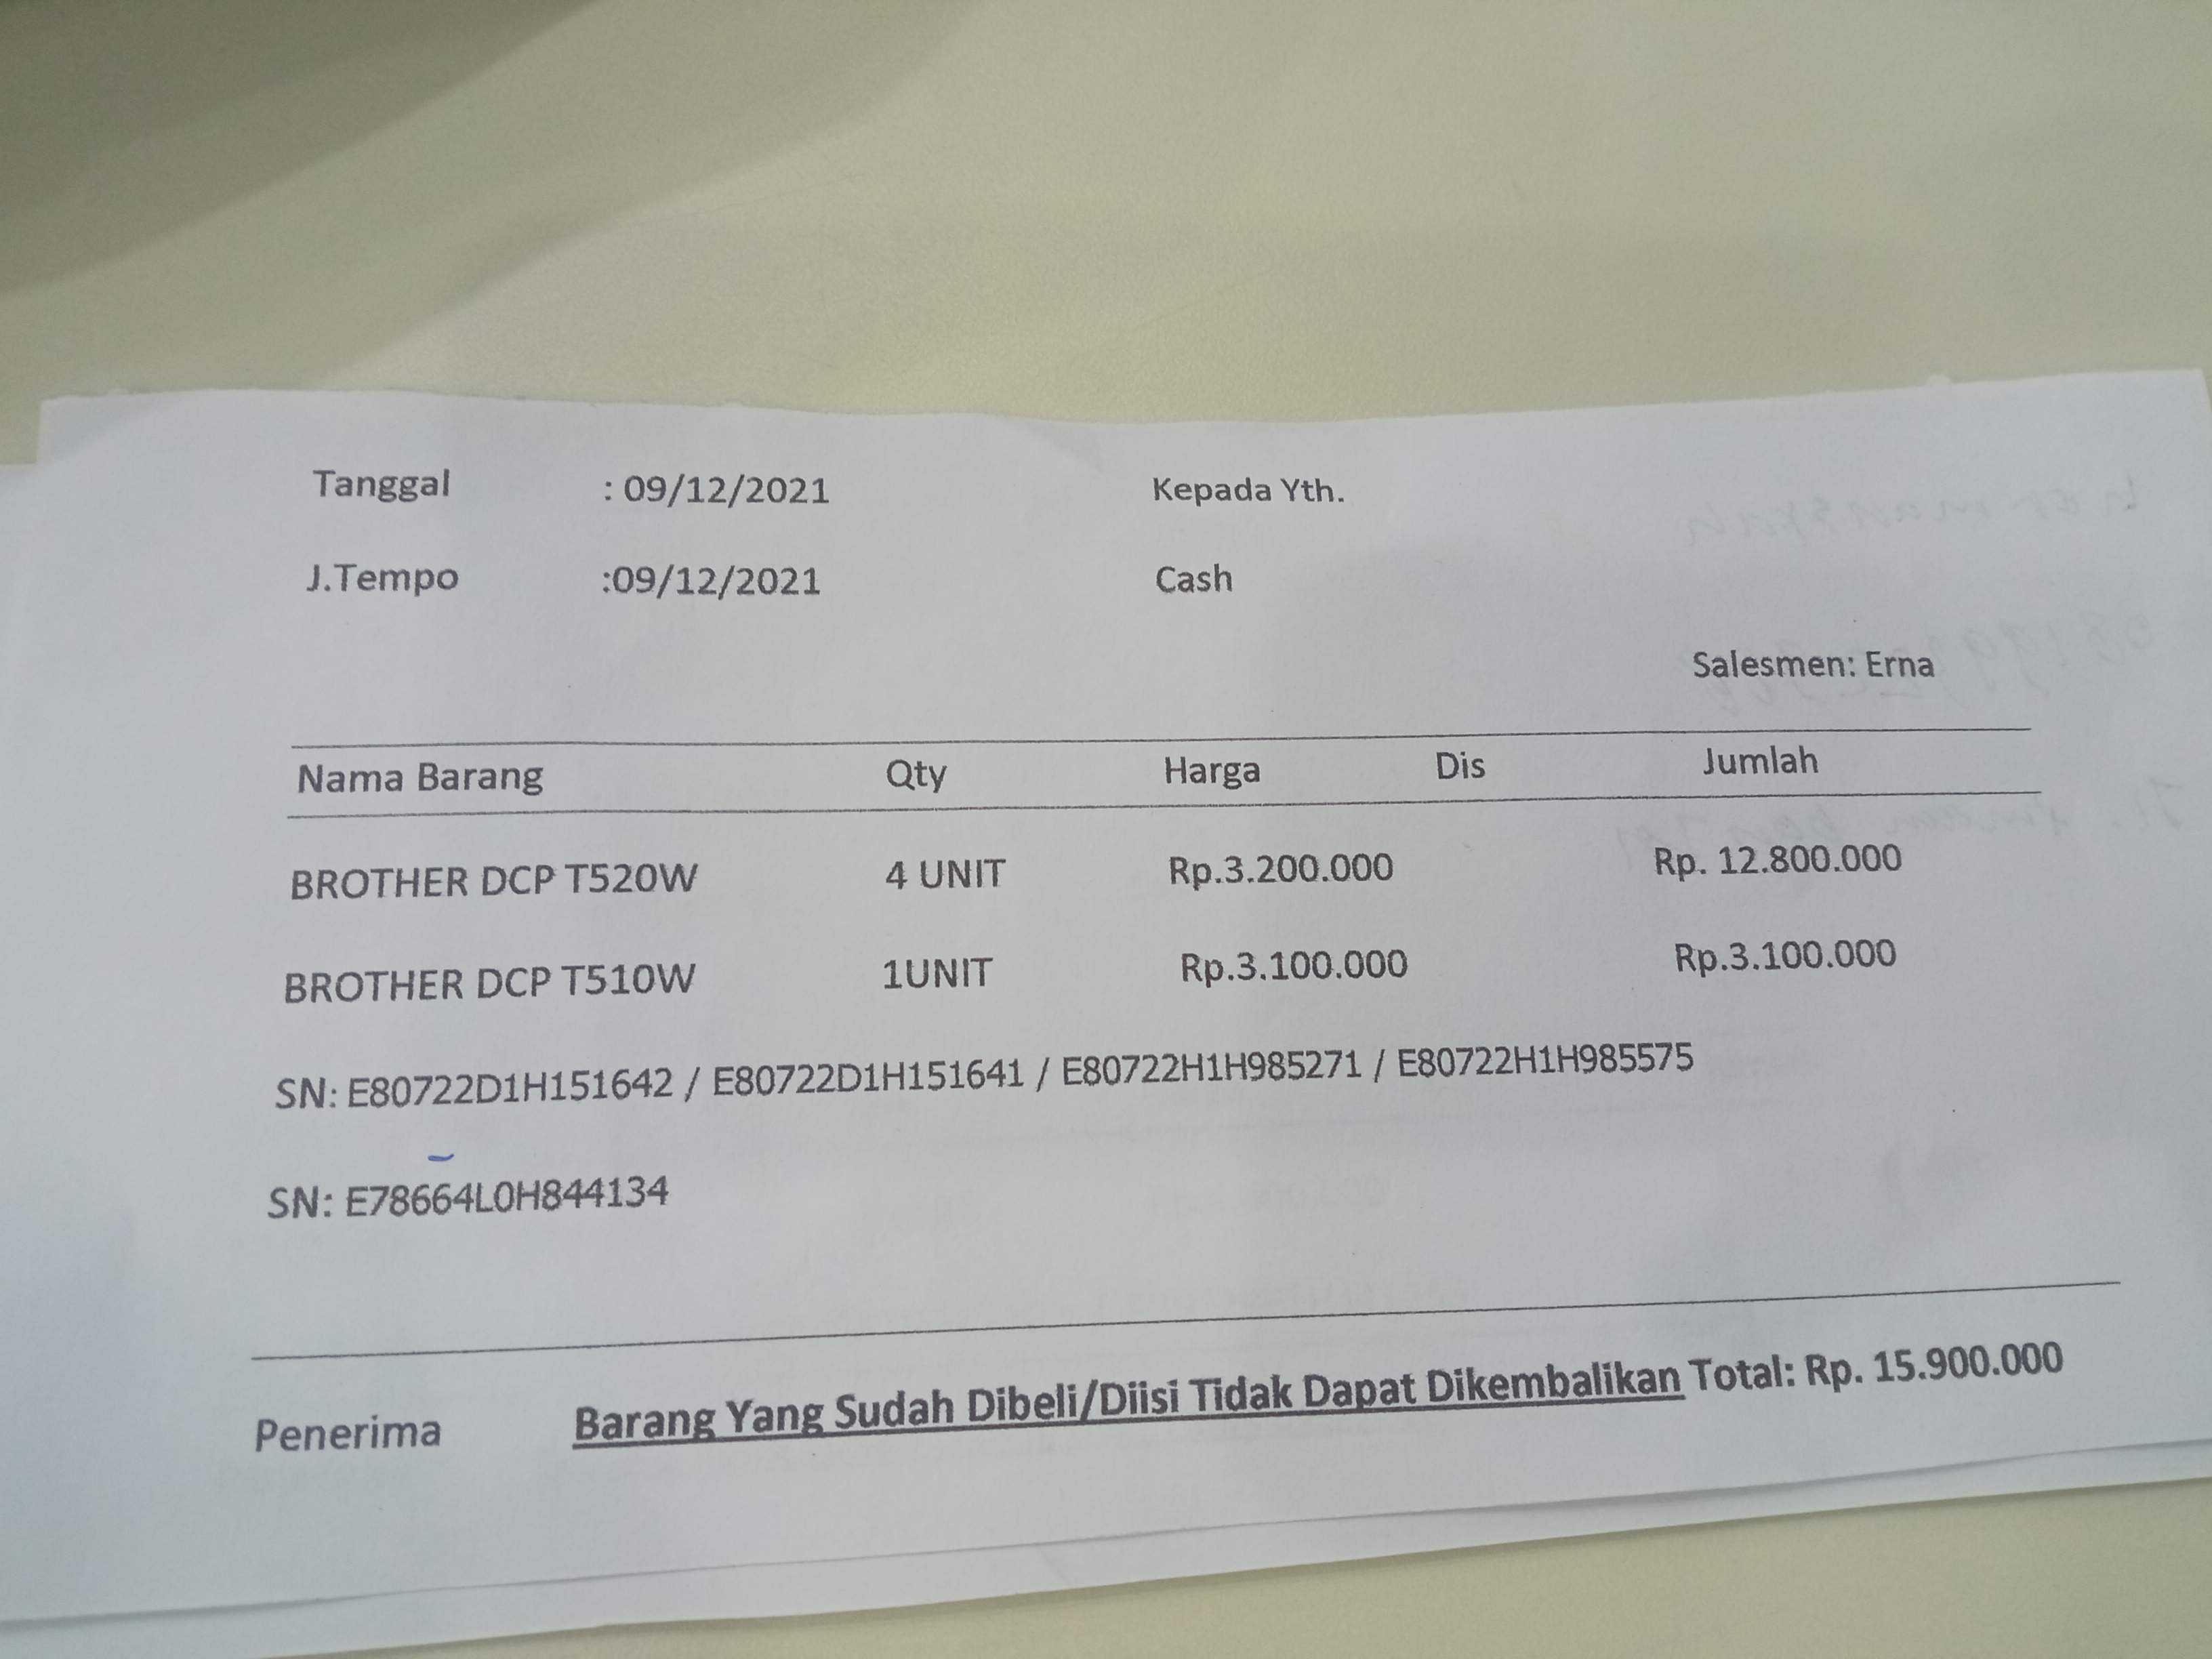 Tanggal : 09/12/2021 Kepada Yth.
J.Tempo :09/12/2021 Cash
Salesmen: Erna
Nama Barang Qty Harga Dis Jumlah
BROTHER DCP T520W 4 UNIT Rp.3.200.000 Rp. 12.800.000
BROTHER DCP T510W 1UNIT Rp.3.100.000 Rp.3.100.000
SN: E80722D1H151642 / E80722D1H151641 / E80722H1H985271 / E80722H1H985575
SN: E78664L0H844134
Penerima Barang Yang Sudah Dibeli/Diisi Tidak Dapat Dikembalikan Total: Rp. 15.900.000